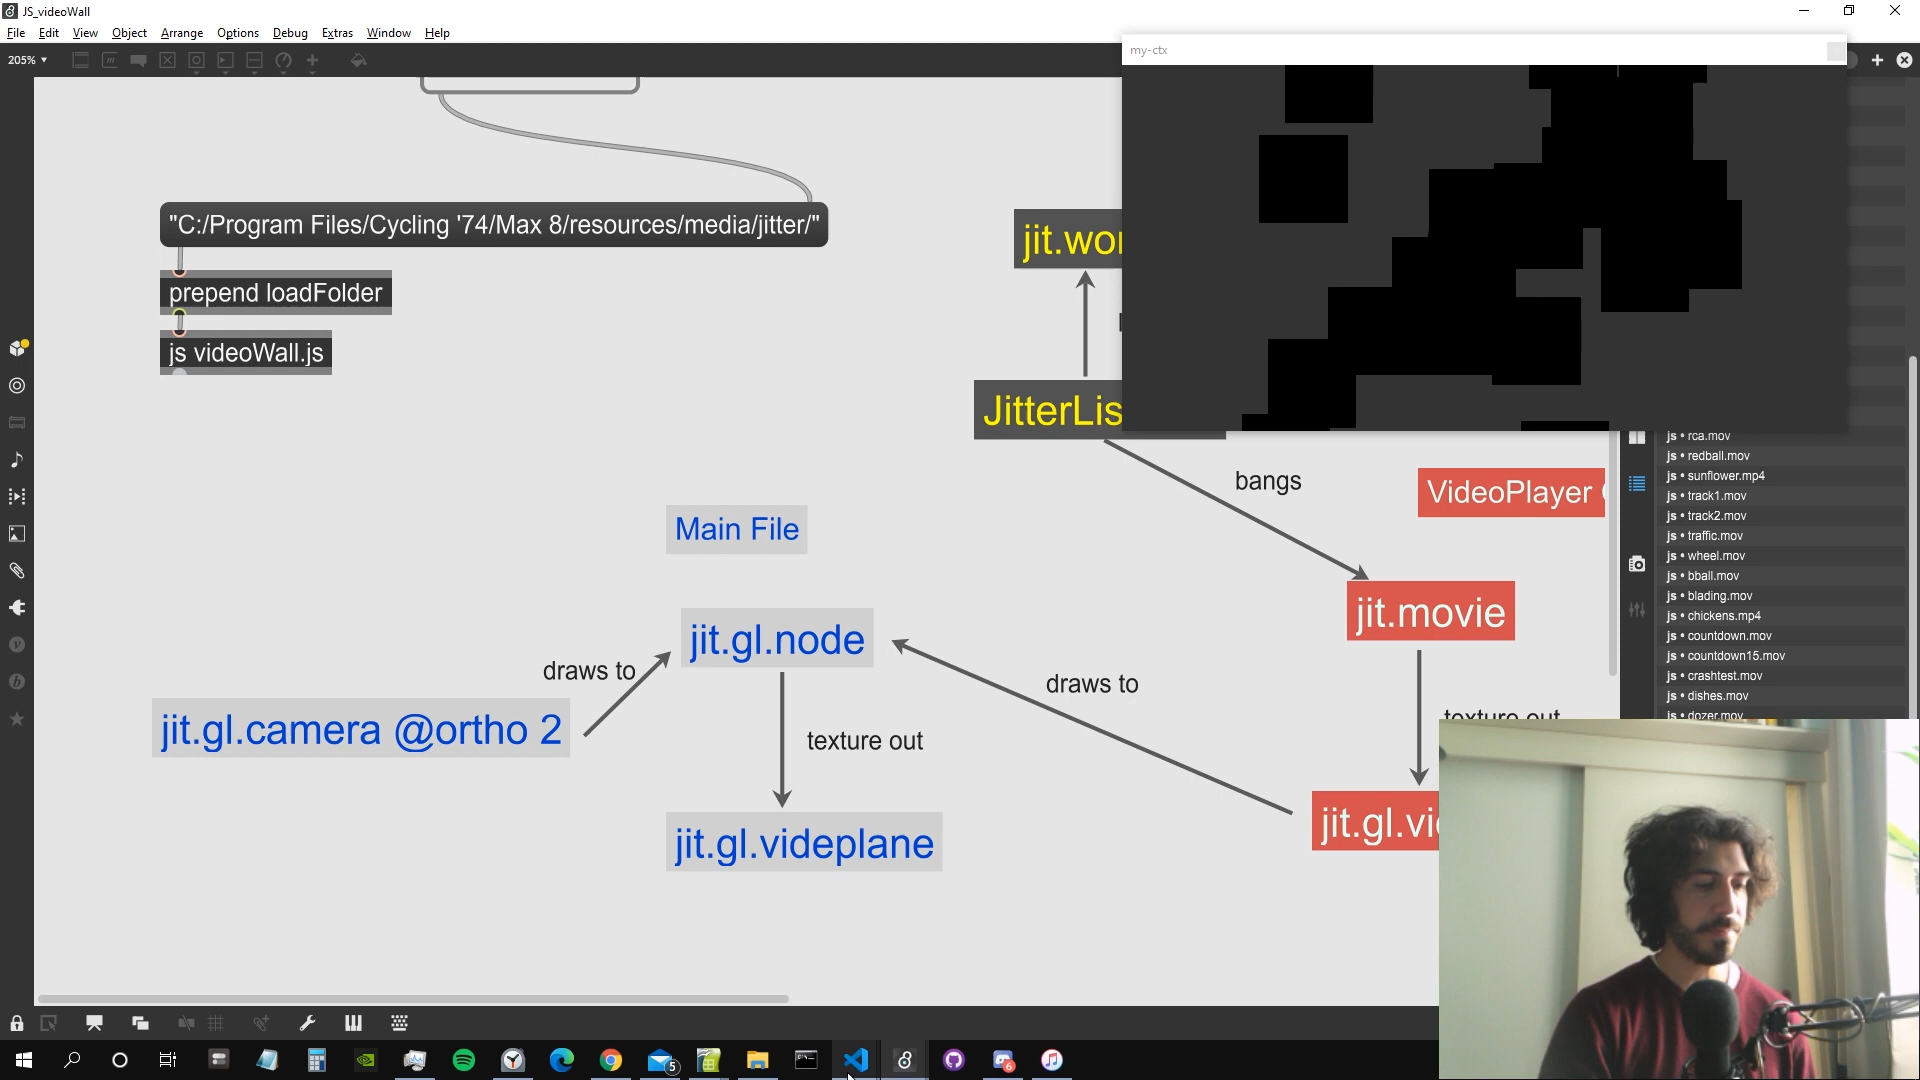 JS_videoWall
File Edit View Object Arrange Options Debug Extras Window Help
my-ctx
205%
"C:/Program Files/Cycling '74/Max 8/resources/media/jitter/"
prepend loadFolder
js videoWall.js
jit.wor
JitterLis
bangs
VideoPlayer
Main File
jit.movie
jit.gl.node
draws to
draws to
texture out
jit.gl.camera @ortho 2
texture out
jit.gl.videplane
jit.gl.vi
js • rca.mov
js • redball.mov
js • sunflower.mp4
js • track1.mov
js • track2.mov
js • traffic.mov
js • wheel.mov
js • bball.mov
js • blading.mov
js • chickens.mp4
js • countdown.mov
js • countdown15.mov
js • crashtest.mov
js • dishes.mov
js • dozer.mov
5
6